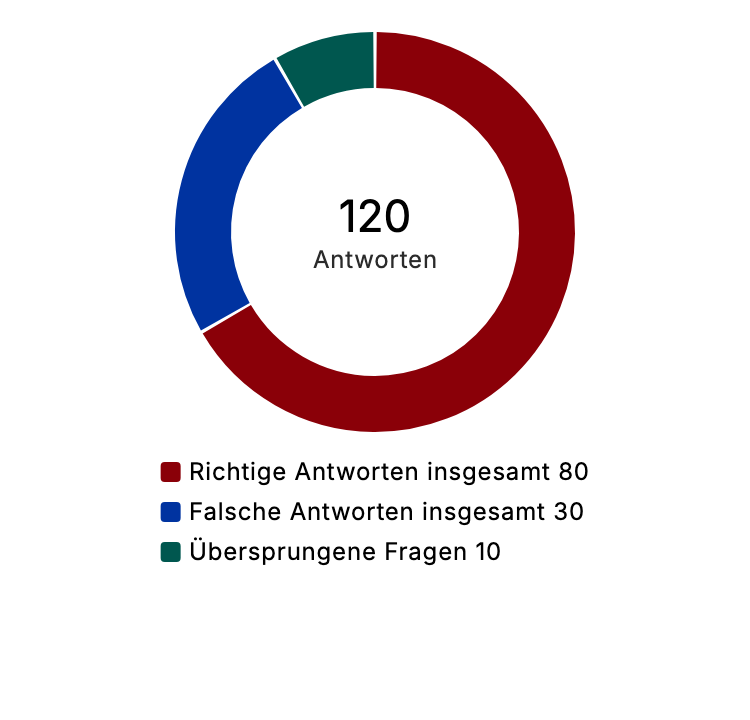 120
Antworten
Richtige Antworten insgesamt 80
Falsche Antworten insgesamt 30
Übersprungene Fragen 10